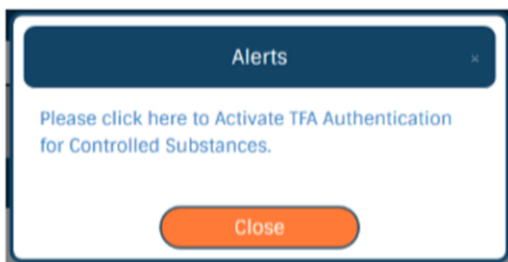 Alerts ×
Please click here to Activate TFA Authentication
for Controlled Substances.
Close